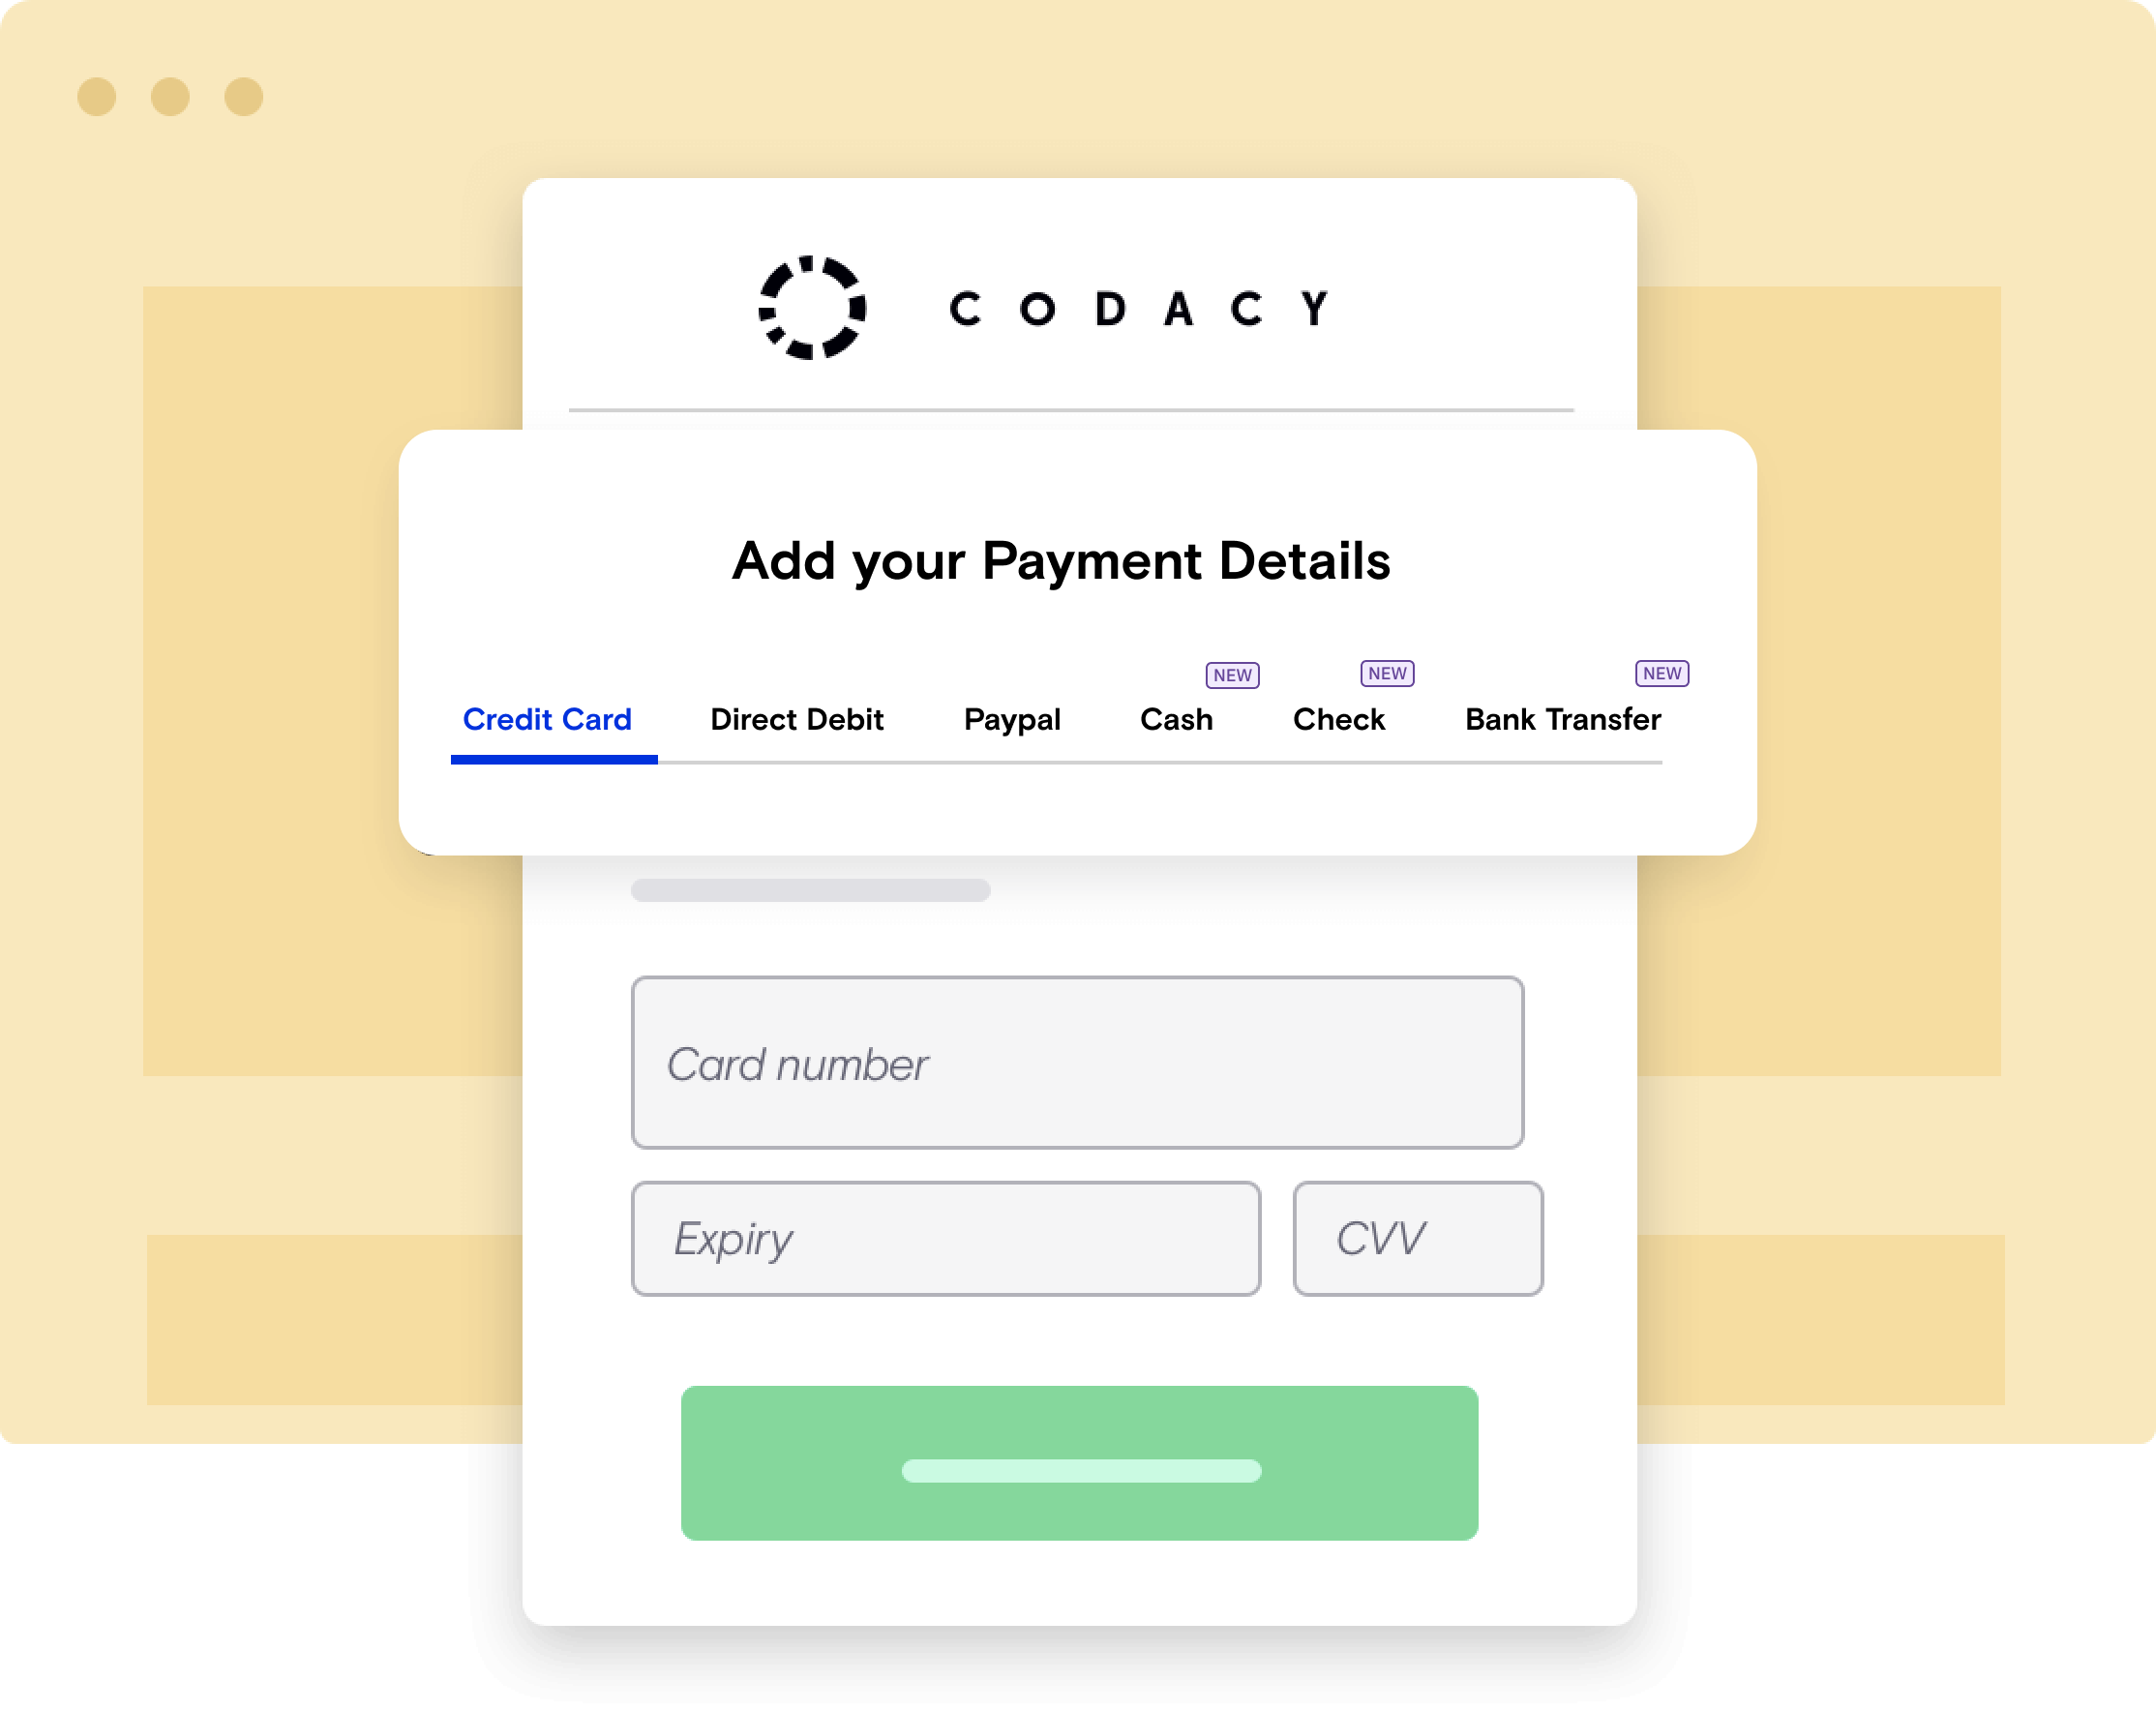 CODACY
Add your Payment Details
NEW NEW NEW
Credit Card Direct Debit Paypal Cash Check Bank Transfer
Card number
Expiry CVV